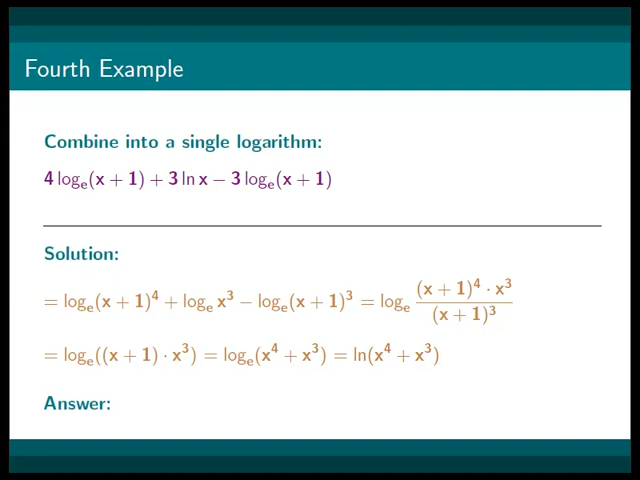 Fourth Example
Combine into a single logarithm:
4 logₑ(x + 1) + 3 ln x − 3 logₑ(x + 1)
Solution:
= logₑ(x + 1)⁴ + logₑ x³ − logₑ(x + 1)³ = logₑ \frac{(x + 1)⁴ · x³}{(x + 1)³}
= logₑ((x + 1) · x³) = logₑ(x⁴ + x³) = ln(x⁴ + x³)
Answer: